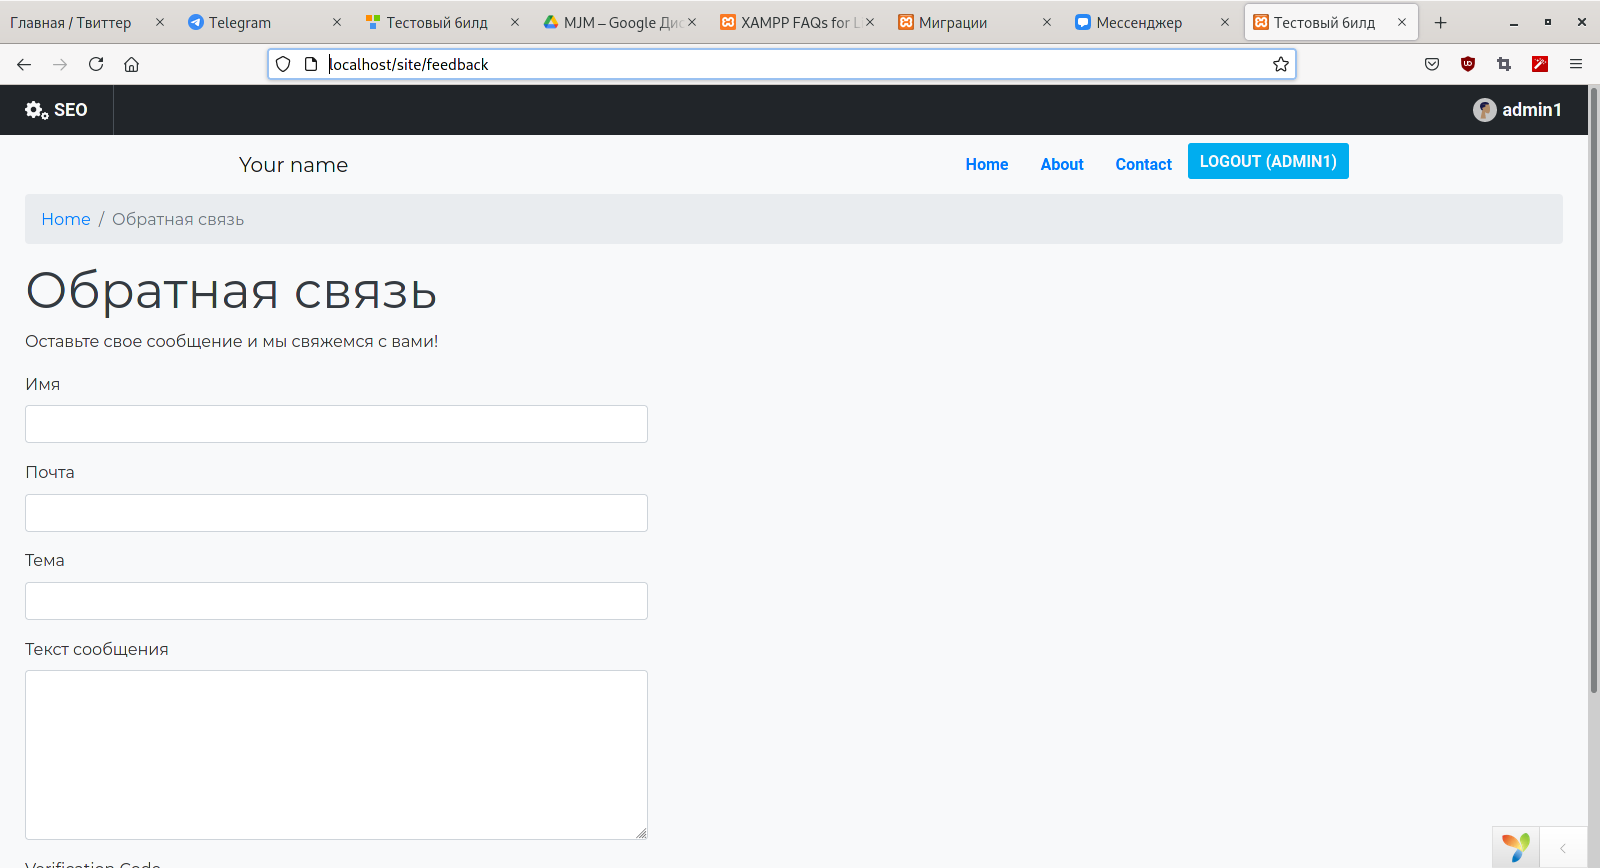 Главная / Твиттер
Telegram
Тестовый билд
MJM – Google Дис
XAMPP FAQs for L
Миграции
Мессенджер
Тестовый билд
localhost/site/feedback
SEO
admin1
Your name
Home
About
Contact
LOGOUT (ADMIN1)
Home / Обратная связь
Обратная связь
Оставьте свое сообщение и мы свяжемся с вами!
Имя
Почта
Тема
Текст сообщения
Verification Code